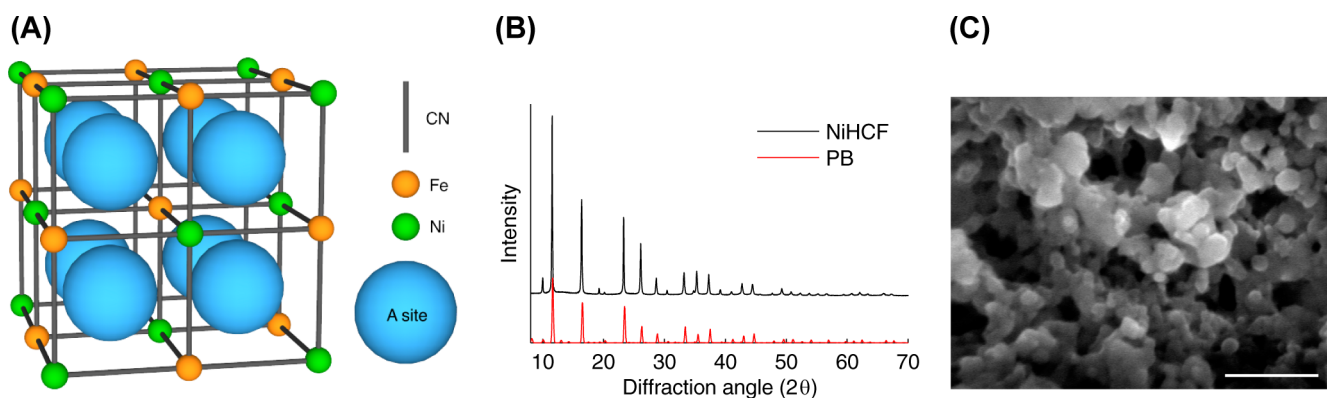 (A)
CN
Fe
Ni
A site
(B)
NiHCF
PB
Intensity
10 20 30 40 50 60 70
Diffraction angle (2θ)
(C)